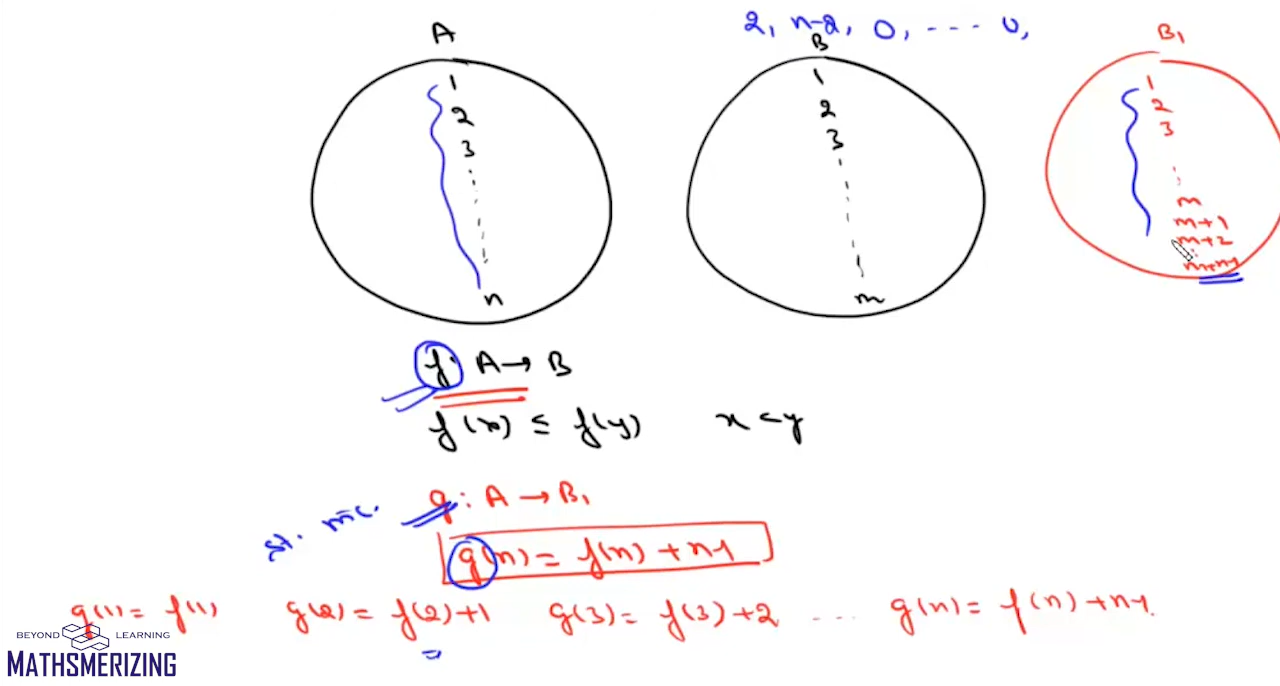 A
1
2
3
n
2, n-2, 0, ---- 0,
B
1
2
3
m
B₁
1
2
3
m
m+1
m+2
m+n-1
f: A → B
f(x) ≤ f(y) x < y
g: A → B₁
g(n) = f(n) + n-1
g(1) = f(1) g(2) = f(2)+1 g(3) = f(3)+2 .... g(n) = f(n)+n-1.
BEYOND LEARNING
MATHSMERIZING